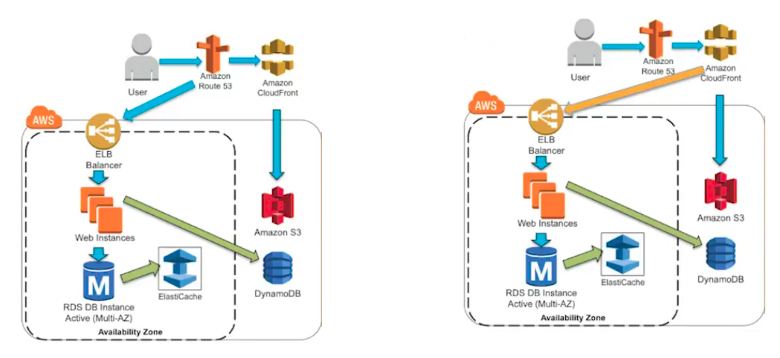 User
Amazon
Route 53
Amazon
CloudFront
AWS
ELB
Balancer
Web Instances
Amazon S3
M
RDS DB Instance
Active (Multi-AZ)
ElastiCache
DynamoDB
Availability Zone
User
Amazon
Route 53
Amazon
CloudFront
AWS
ELB
Balancer
Web Instances
Amazon S3
M
RDS DB Instance
Active (Multi-AZ)
ElastiCache
DynamoDB
Availability Zone